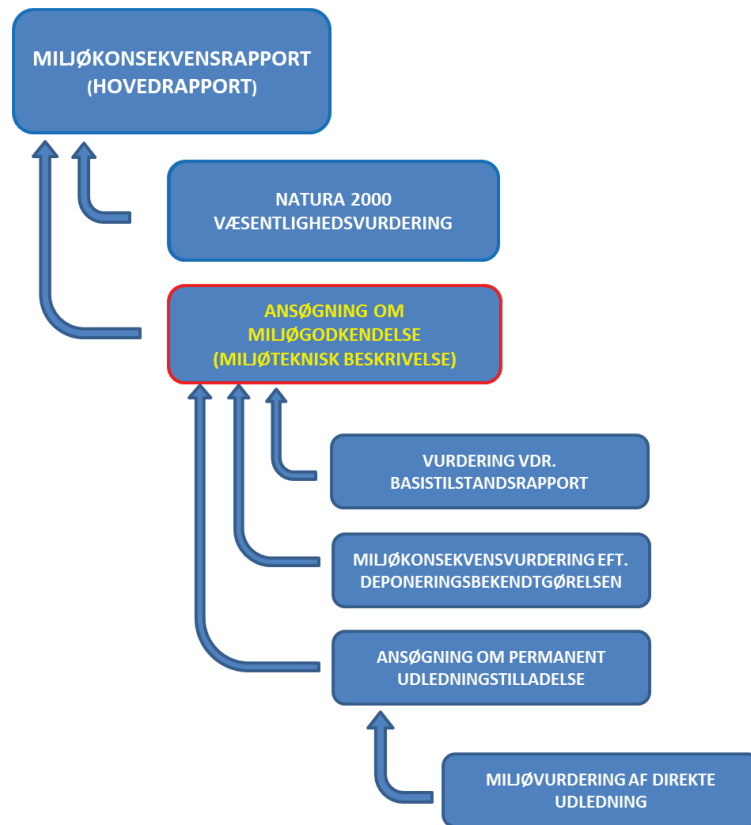 MILJØKONSEKVENSRAPPORT
(HOVEDRAPPORT)
NATURA 2000
VÆSENTLIGHEDSVURDERING
ANSØGNING OM
MILJØGODKENDELSE
(MILJØTEKNISK BESKRIVELSE)
VURDERING VDR.
BASISTILSTANDSRAPPORT
MILJØKONSEKVENSVURDERING EFT.
DEPONERINGSBEKENDTGØRELSEN
ANSØGNING OM PERMANENT
UDLEDNINGSTILLADELSE
MILJØVURDERING AF DIREKTE
UDLEDNING